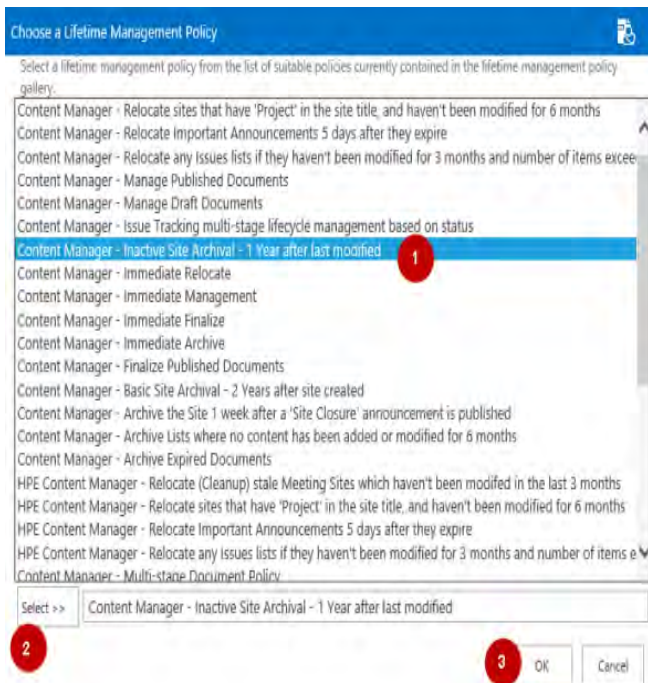 Choose a Lifetime Management Policy
Select a lifetime management policy from the list of suitable policies currently contained in the lifetime management policy
gallery.
Content Manager - Relocate sites that have 'Project' in the site title, and haven't been modified for 6 months
Content Manager - Relocate Important Announcements 5 days after they expire
Content Manager - Relocate any Issues lists if they haven't been modified for 3 months and number of items excee
Content Manager - Manage Published Documents
Content Manager - Manage Draft Documents
Content Manager - Issue Tracking multi-stage lifecycle management based on status
Content Manager - Inactive Site Archival - 1 Year after last modified
1
Content Manager - Immediate Relocate
Content Manager - Immediate Management
Content Manager - Immediate Finalize
Content Manager - Immediate Archive
Content Manager - Finalize Published Documents
Content Manager - Basic Site Archival - 2 Years after site created
Content Manager - Archive the Site 1 week after a 'Site Closure' announcement is published
Content Manager - Archive Lists where no content has been added or modified for 6 months
Content Manager - Archive Expired Documents
HPE Content Manager - Relocate (Cleanup) stale Meeting Sites which haven't been modifed in the last 3 months
HPE Content Manager - Relocate sites that have 'Project' in the site title, and haven't been modified for 6 months
HPE Content Manager - Relocate Important Announcements 5 days after they expire
HPE Content Manager - Relocate any Issues lists if they haven't been modified for 3 months and number of items e
Content Manager - Multi-stage Document Policy
Select >> Content Manager - Inactive Site Archival - 1 Year after last modified
2
3 OK Cancel